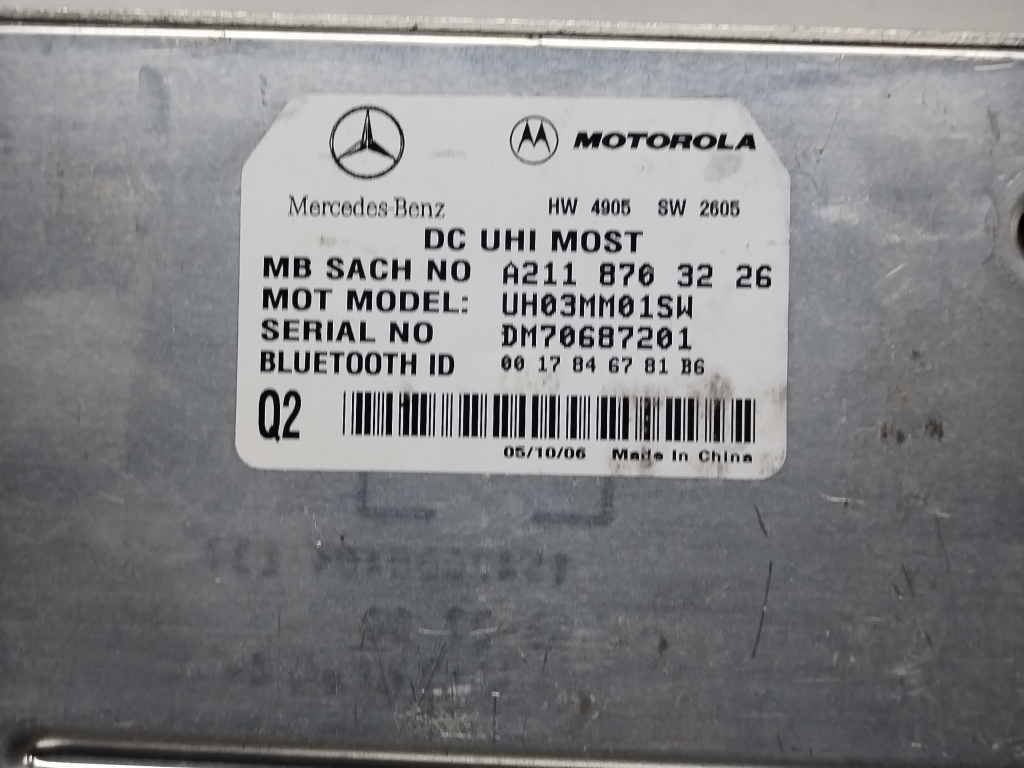 MOTOROLA
Mercedes-Benz HW 4905 SW 2605
DC UHI MOST
MB SACH NO A211 870 32 26
MOT MODEL: UH03MM01SW
SERIAL NO DM70687201
BLUETOOTH ID 00 17 84 67 81 B6
Q2
05/10/06 Made In China